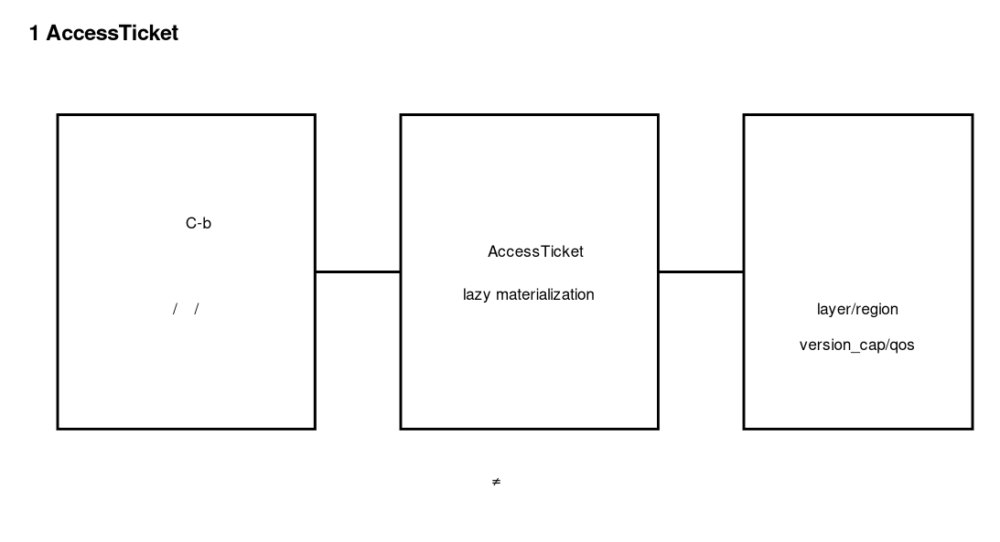 1 AccessTicket
C-b
/ /
AccessTicket
lazy materialization
layer/region
version_cap/qos
≠